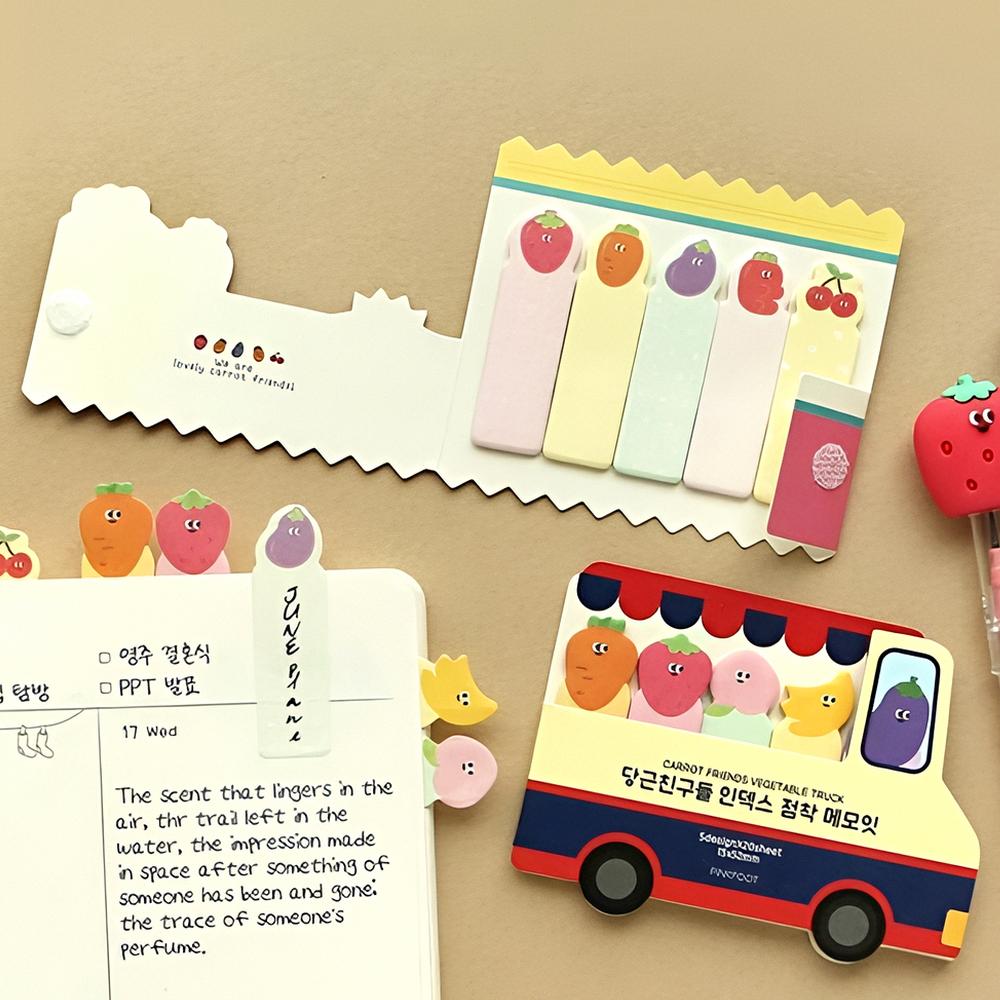 we are
lovely carrot friends!
JUNE Plans
영주 결혼식
탐방
PPT 발표
17 Wed
The scent that lingers in the
air, thr trail left in the
water, the impression made
in space after something of
someone has been and gone:
the trace of someone's
perfume.
CARROT FRIENDS VEGETABLE TRUCK
당근친구들 인덱스 점착 메모잇